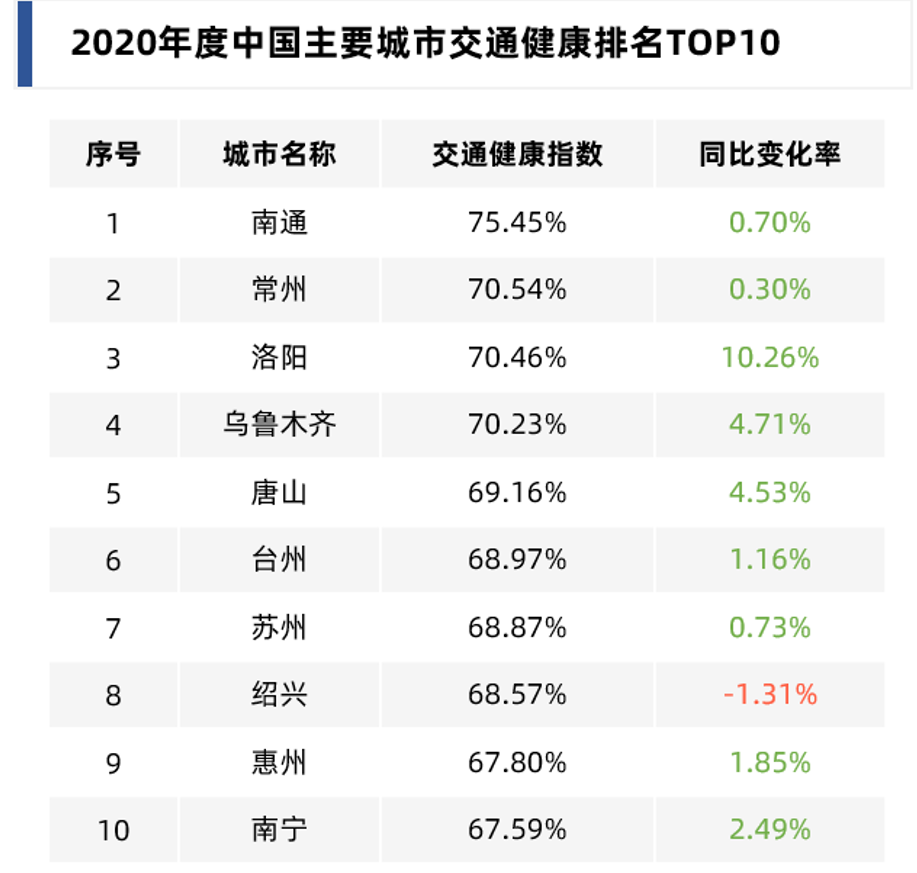 2020年度中国主要城市交通健康排名TOP10
序号 城市名称 交通健康指数 同比变化率
1 南通 75.45% 0.70%
2 常州 70.54% 0.30%
3 洛阳 70.46% 10.26%
4 乌鲁木齐 70.23% 4.71%
5 唐山 69.16% 4.53%
6 台州 68.97% 1.16%
7 苏州 68.87% 0.73%
8 绍兴 68.57% -1.31%
9 惠州 67.80% 1.85%
10 南宁 67.59% 2.49%